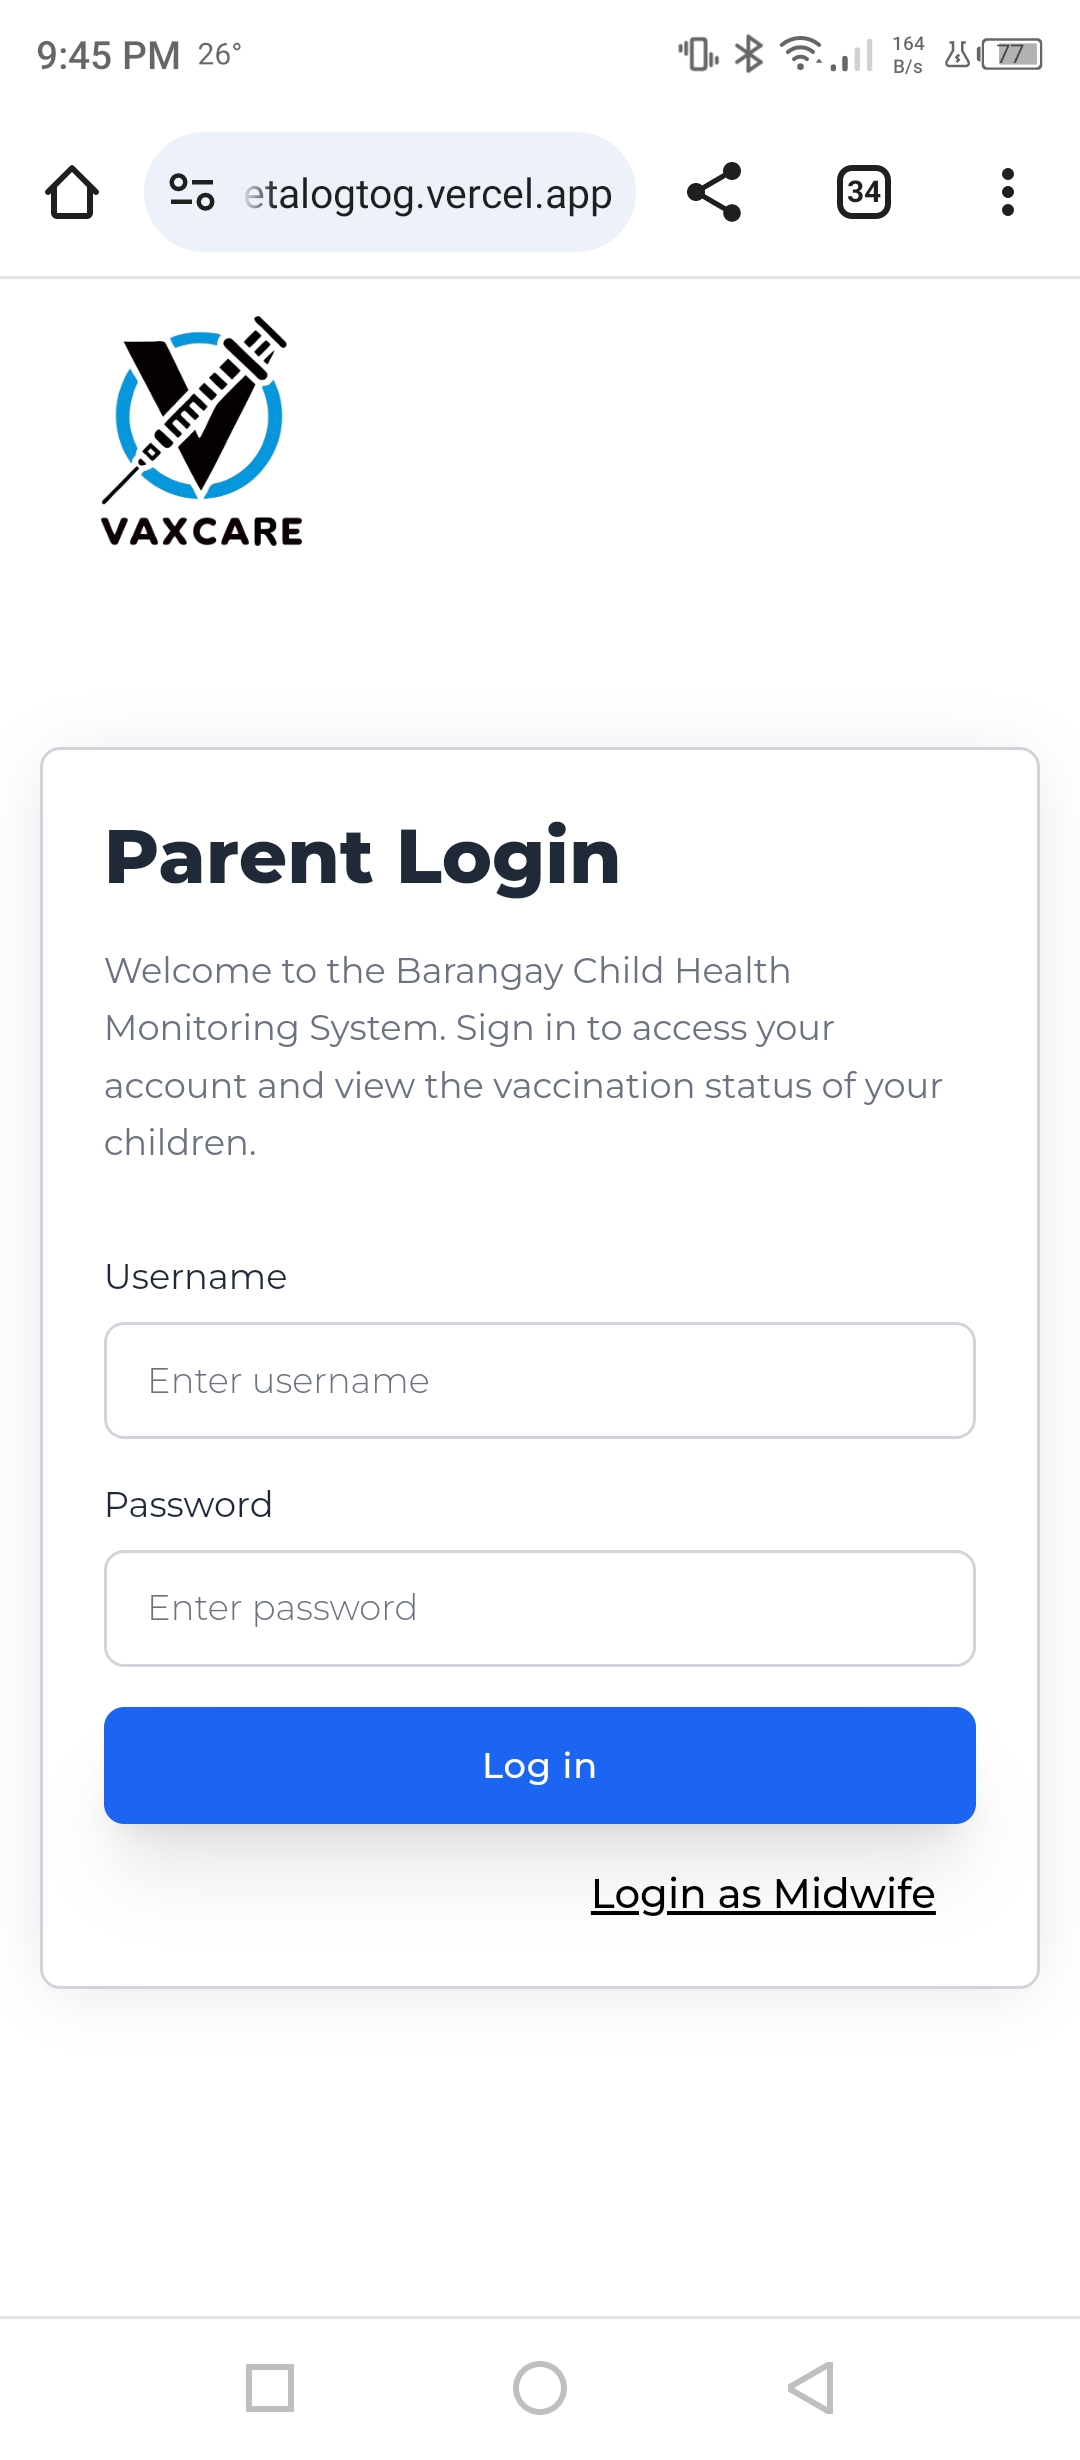 9:45 PM 26° 164 B/s 77
etalogtog.vercel.app 34
VAXCARE
Parent Login
Welcome to the Barangay Child Health
Monitoring System. Sign in to access your
account and view the vaccination status of your
children.
Username
Enter username
Password
Enter password
Log in
Login as Midwife